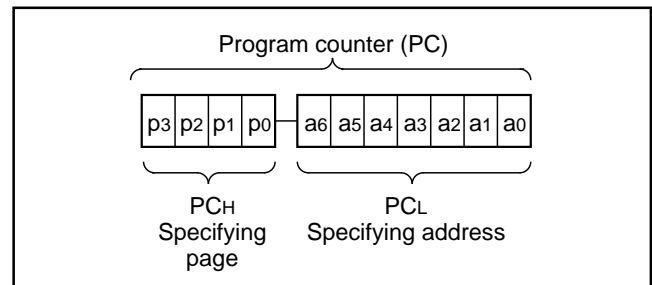 Program counter (PC)
p3 p2 p1 p0 a6 a5 a4 a3 a2 a1 a0
PCH PCL
Specifying page Specifying address